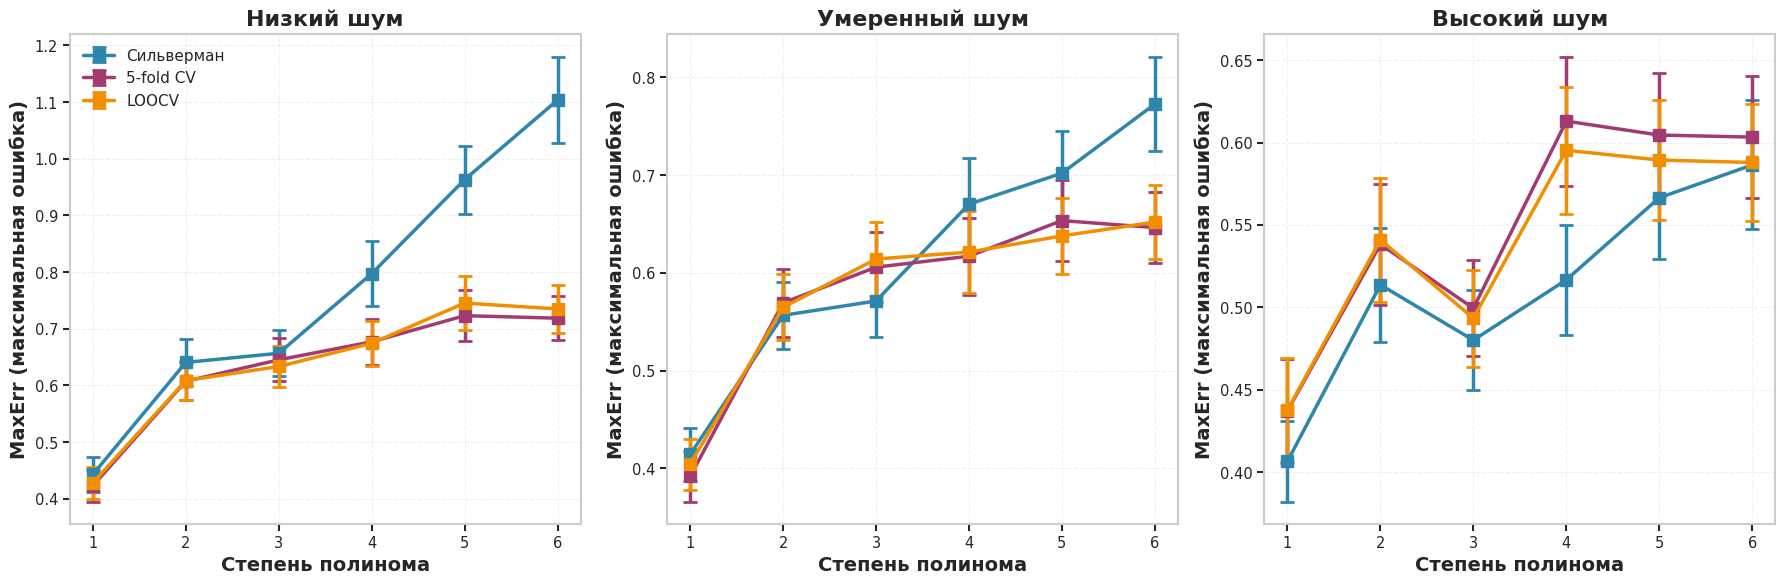 Низкий шум
MaxErr (максимальная ошибка)
1.2
1.1
1.0
0.9
0.8
0.7
0.6
0.5
0.4
Сильверман
5-fold CV
LOOCV
1 2 3 4 5 6
Степень полинома
Умеренный шум
MaxErr (максимальная ошибка)
0.8
0.7
0.6
0.5
0.4
1 2 3 4 5 6
Степень полинома
Высокий шум
MaxErr (максимальная ошибка)
0.65
0.60
0.55
0.50
0.45
0.40
1 2 3 4 5 6
Степень полинома